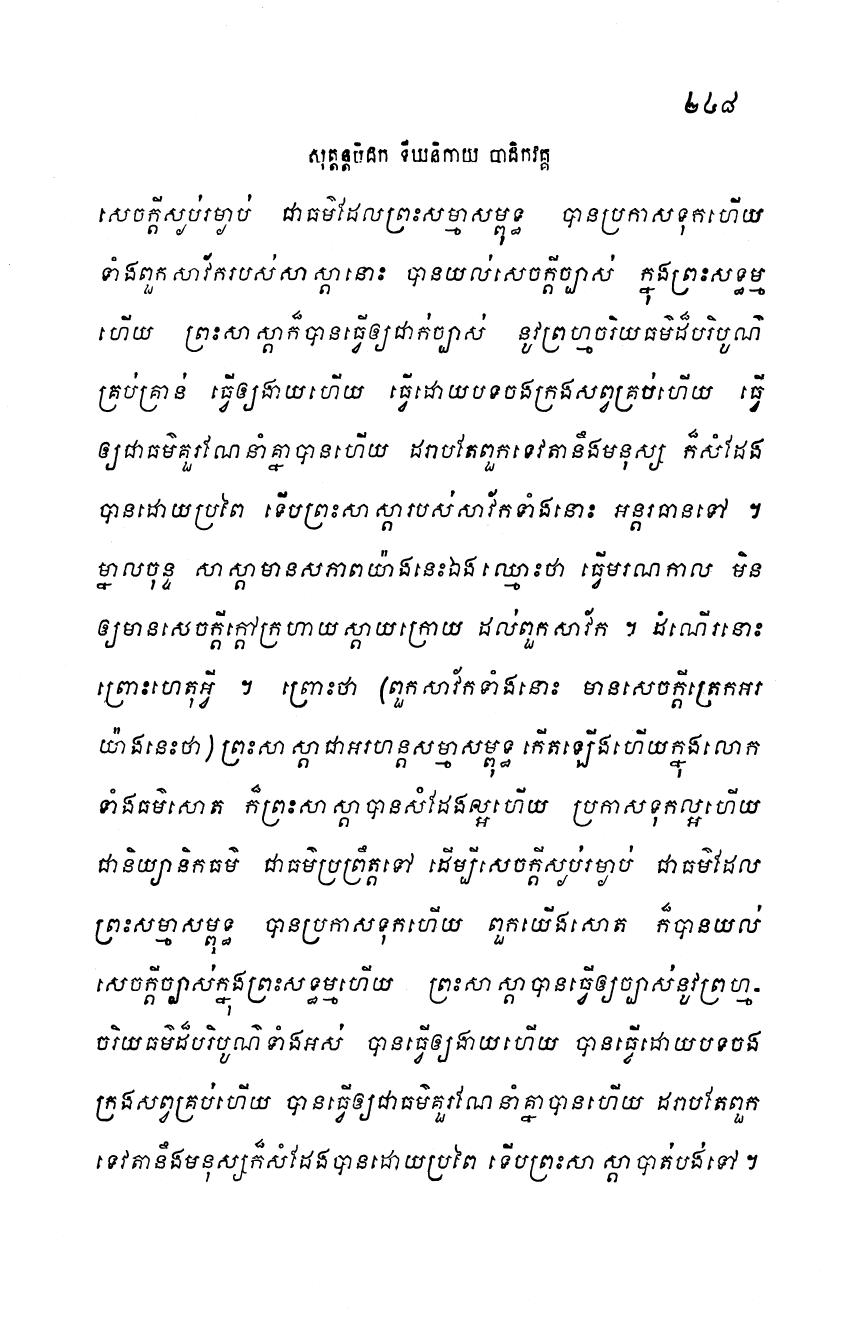 ២៤៨
សុត្តន្តបិដក ទីឃនិកាយ បាដិកវគ្គ
សេចក្តីស្ងប់រម្ងាប់ ជាធម៌ដែលព្រះសម្មាសម្ពុទ្ធ បានប្រកាសទុកហើយ
ទាំងពួកសាវ័ករបស់សាស្តានោះ បានយល់សេចក្តីច្បាស់ ក្នុងព្រះសទ្ធម្ម
ហើយ ព្រះសាស្តាក៏បានធ្វើឲ្យជាក់ច្បាស់ នូវព្រហ្មចរិយធម៌ដ៏បរិបូណ៌
គ្រប់គ្រាន់ ធ្វើឲ្យងាយហើយ ធ្វើដោយបទចងក្រងសព្វគ្រប់ហើយ ធ្វើ
ឲ្យជាធម៌គួរណែនាំគ្នាបានហើយ ដរាបតែពួកទេវតានឹងមនុស្ស ក៏សំដែង
បានដោយប្រពៃ ទើបព្រះសាស្តារបស់សាវ័កទាំងនោះ អន្តរធានទៅ ។
ម្នាលចុន្ទ សាស្តាមានសភាពយ៉ាងនេះឯង ឈ្មោះថា ធ្វើមរណកាល មិន
ឲ្យមានសេចក្តីក្តៅក្រហាយស្តាយក្រោយ ដល់ពួកសាវ័ក ។ ដំណើរនោះ
ព្រោះហេតុអ្វី ។ ព្រោះថា (ពួកសាវ័កទាំងនោះ មានសេចក្តីត្រេកអរ
យ៉ាងនេះថា) ព្រះសាស្តាជាអរហន្តសម្មាសម្ពុទ្ធ កើតឡើងហើយក្នុងលោក
ទាំងធម៌សោត ក៏ព្រះសាស្តាបានសំដែងល្អហើយ ប្រកាសទុកល្អហើយ
ជានិយ្យានិកធម៌ ជាធម៌ប្រព្រឹត្តទៅ ដើម្បីសេចក្តីស្ងប់រម្ងាប់ ជាធម៌ដែល
ព្រះសម្មាសម្ពុទ្ធ បានប្រកាសទុកហើយ ពួកយើងសោត ក៏បានយល់
សេចក្តីច្បាស់ក្នុងព្រះសទ្ធម្មហើយ ព្រះសាស្តាបានធ្វើឲ្យច្បាស់នូវព្រហ្ម-
ចរិយធម៌ដ៏បរិបូណ៌ទាំងអស់ បានធ្វើឲ្យងាយហើយ បានធ្វើដោយបទចង
ក្រងសព្វគ្រប់ហើយ បានធ្វើឲ្យជាធម៌គួរណែនាំគ្នាបានហើយ ដរាបតែពួក
ទេវតានឹងមនុស្សក៏សំដែងបានដោយប្រពៃ ទើបព្រះសាស្តាបាត់បង់ទៅ ។